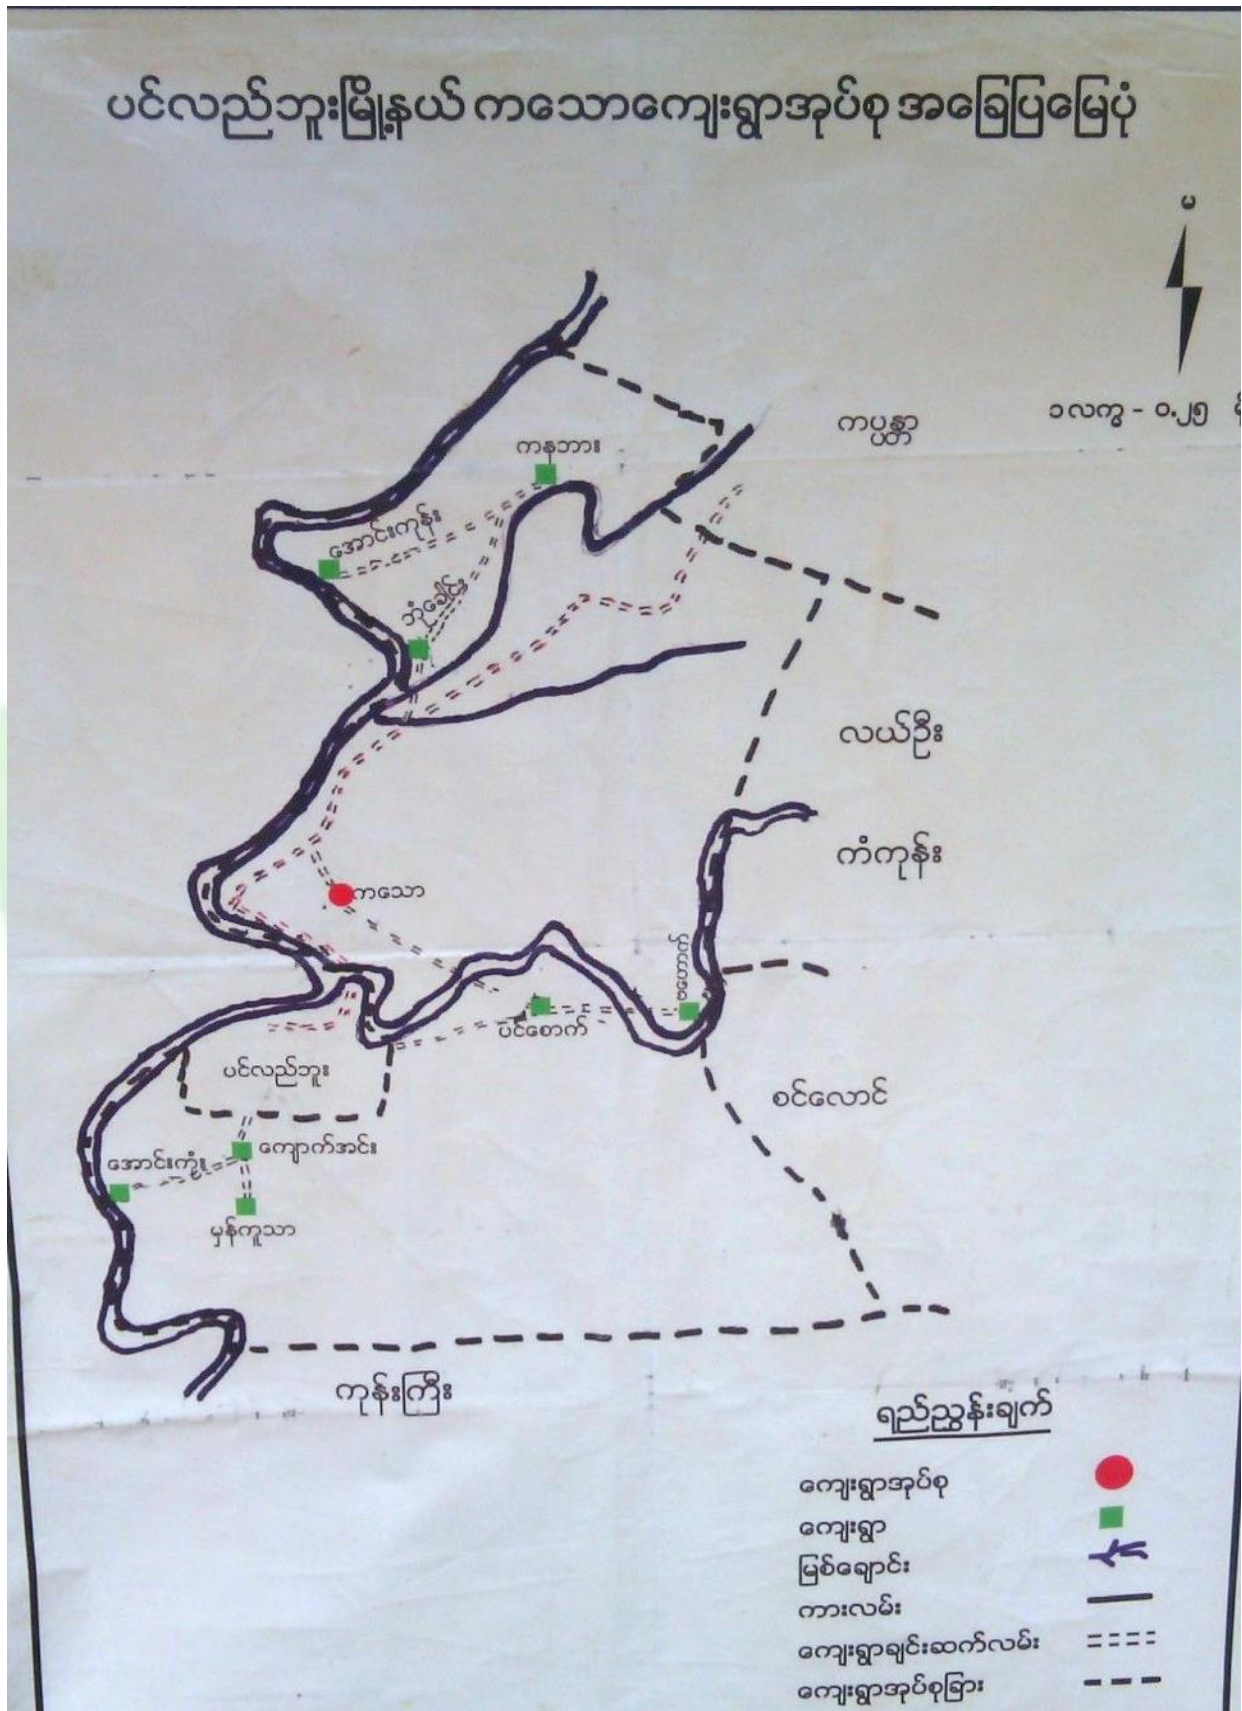 ပင်လည်ဘူးမြို့နယ် ကသောကျေးရွာအုပ်စု အခြေပြမြေပုံ
မ
ကပ္ပန္တာ
၁လက္မ - ၀.၂၅
ကနဘား
အောင်းကုန်း
ဘုံချောင်း
လယ်ဦး
ကံကုန်း
ကသော
ပင်စောက်
ပင်လည်ဘူး
စင်လောင်
ကျောက်အင်း
အောင်းကုံး
မှန်ကူသာ
ကုန်းကြီး
ရည်ညွှန်းချက်
ကျေးရွာအုပ်စု
ကျေးရွာ
မြစ်ချောင်း
ကားလမ်း
ကျေးရွာချင်းဆက်လမ်း
ကျေးရွာအုပ်စုခြား